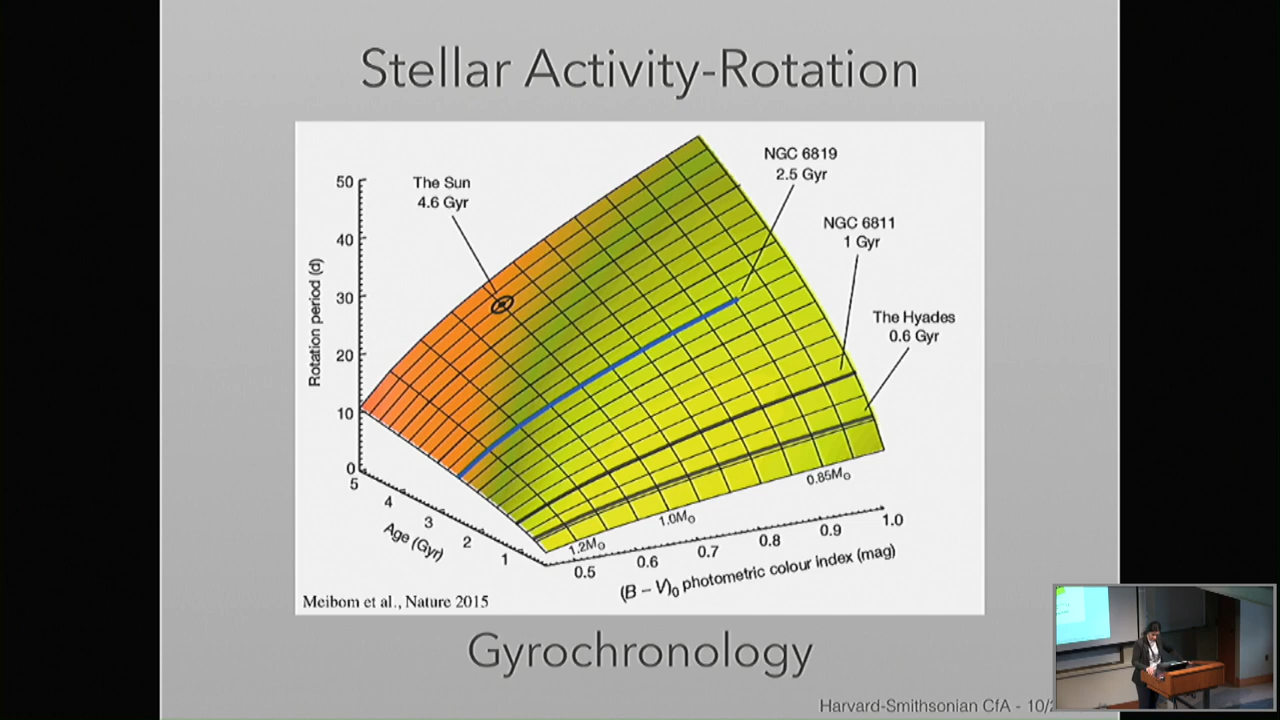 Stellar Activity-Rotation
NGC 6819
2.5 Gyr
The Sun
4.6 Gyr
NGC 6811
1 Gyr
The Hyades
0.6 Gyr
50
40
30
20
10
0
Rotation period (d)
5
4
3
2
1
Age (Gyr)
1.2M⊙
1.0M⊙
0.85M⊙
0.5
0.6
0.7
0.8
0.9
1.0
(B – V)₀ photometric colour index (mag)
Meibom et al., Nature 2015
Gyrochronology
Harvard-Smithsonian CfA - 10/